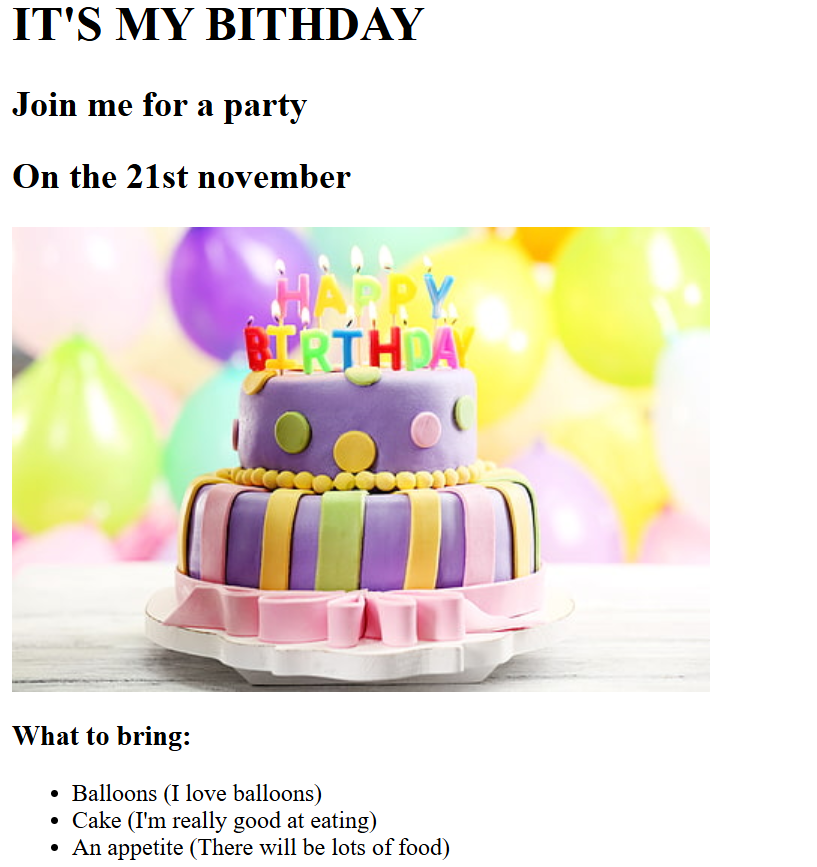 IT'S MY BITHDAY
Join me for a party
On the 21st november
HAPPY
BIRTHDAY
What to bring:
Balloons (I love balloons)
Cake (I'm really good at eating)
An appetite (There will be lots of food)